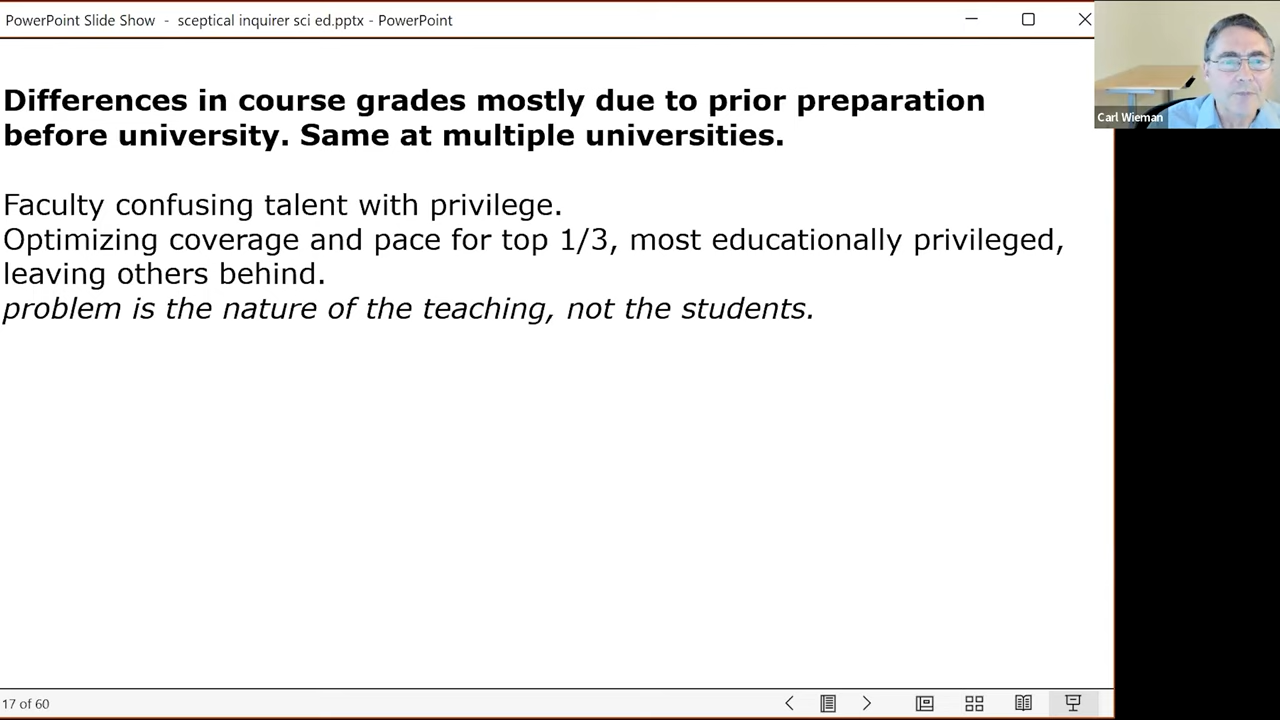 PowerPoint Slide Show - sceptical inquirer sci ed.pptx - PowerPoint
Carl Wieman
Differences in course grades mostly due to prior preparation
before university. Same at multiple universities.
Faculty confusing talent with privilege.
Optimizing coverage and pace for top 1/3, most educationally privileged,
leaving others behind.
problem is the nature of the teaching, not the students.
17 of 60